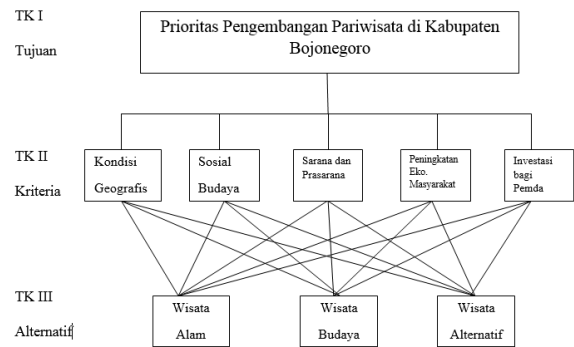 TK I
Tujuan
Prioritas Pengembangan Pariwisata di Kabupaten
Bojonegoro
TK II
Kriteria
Kondisi
Geografis
Sosial
Budaya
Sarana dan
Prasarana
Peningkatan
Eko.
Masyarakat
Investasi
bagi
Pemda
TK III
Alternatif
Wisata
Alam
Wisata
Budaya
Wisata
Alternatif